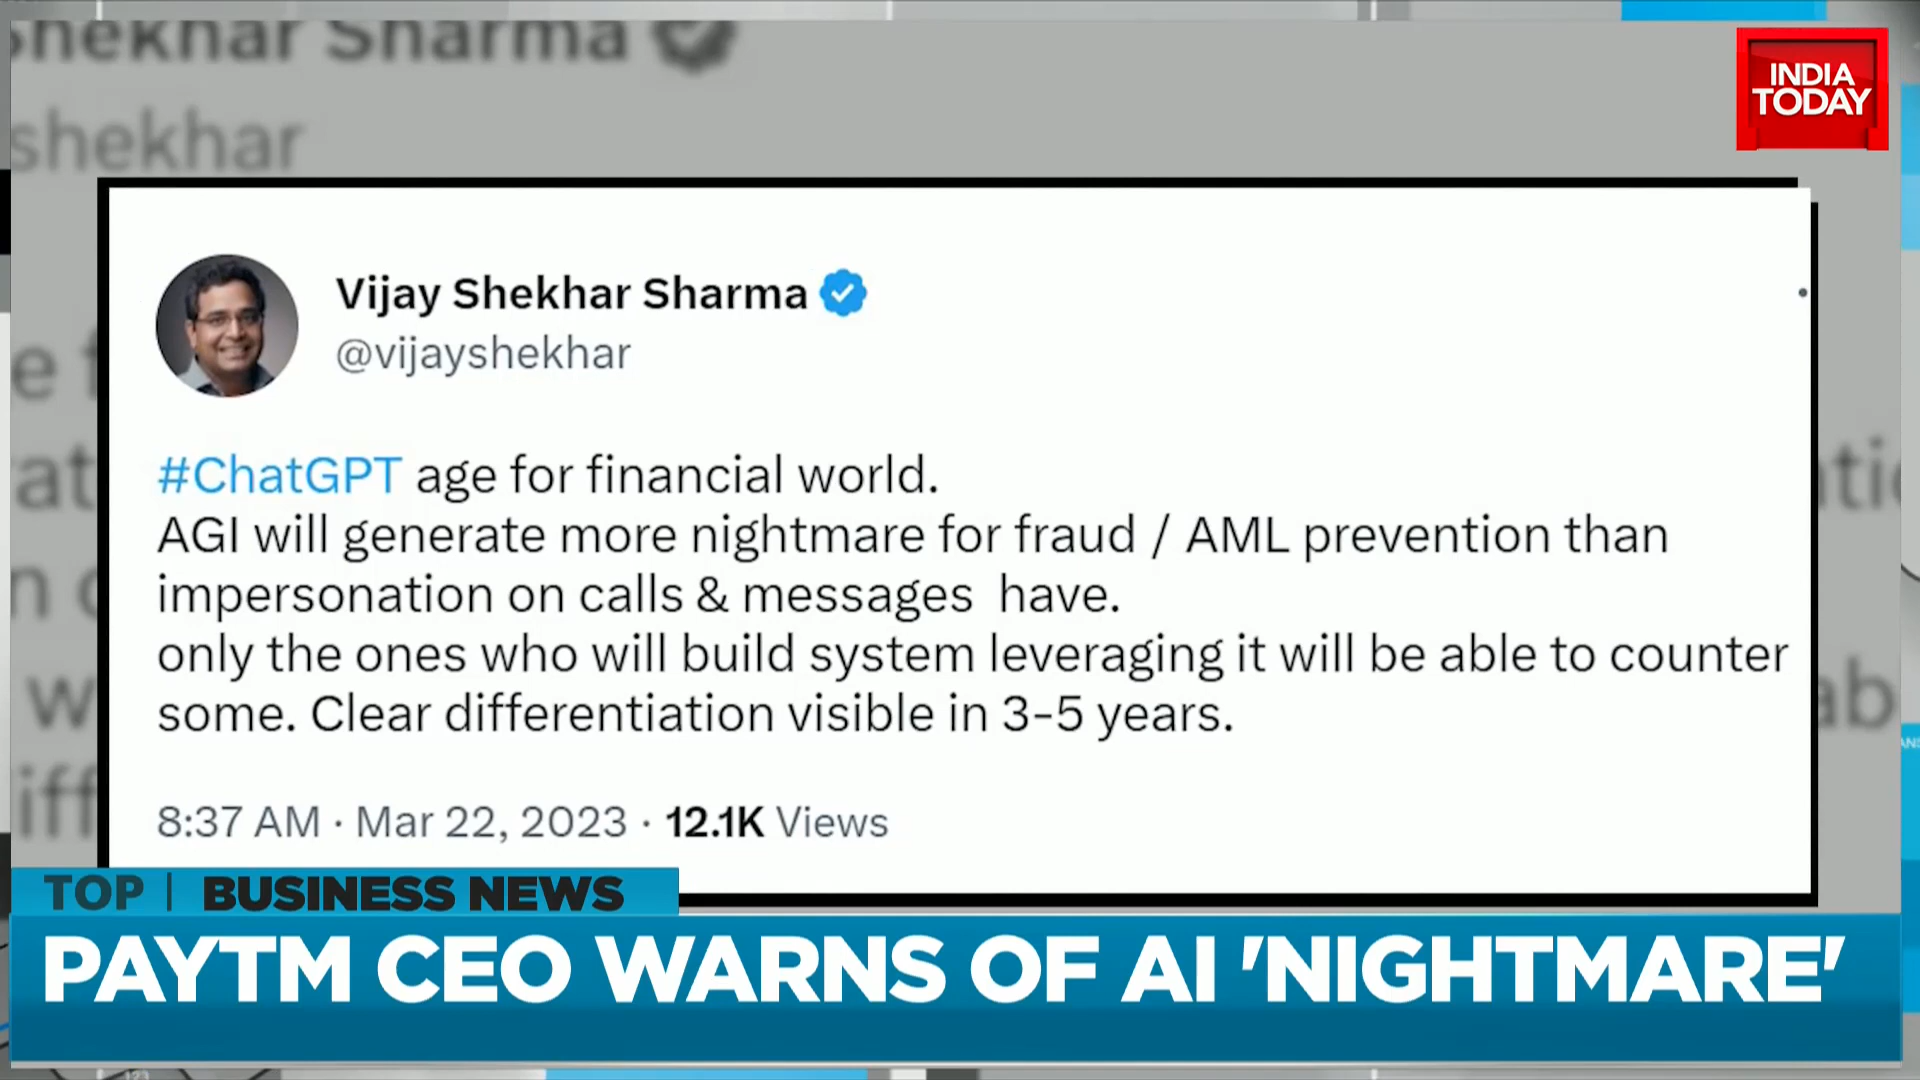 Shekhar Sharma
shekhar
INDIA
TODAY
Vijay Shekhar Sharma
@vijayshekhar
#ChatGPT age for financial world.
AGI will generate more nightmare for fraud / AML prevention than
impersonation on calls & messages  have.
only the ones who will build system leveraging it will be able to counter
some. Clear differentiation visible in 3-5 years.
8:37 AM · Mar 22, 2023 · 12.1K Views
TOP | BUSINESS NEWS
PAYTM CEO WARNS OF AI 'NIGHTMARE'